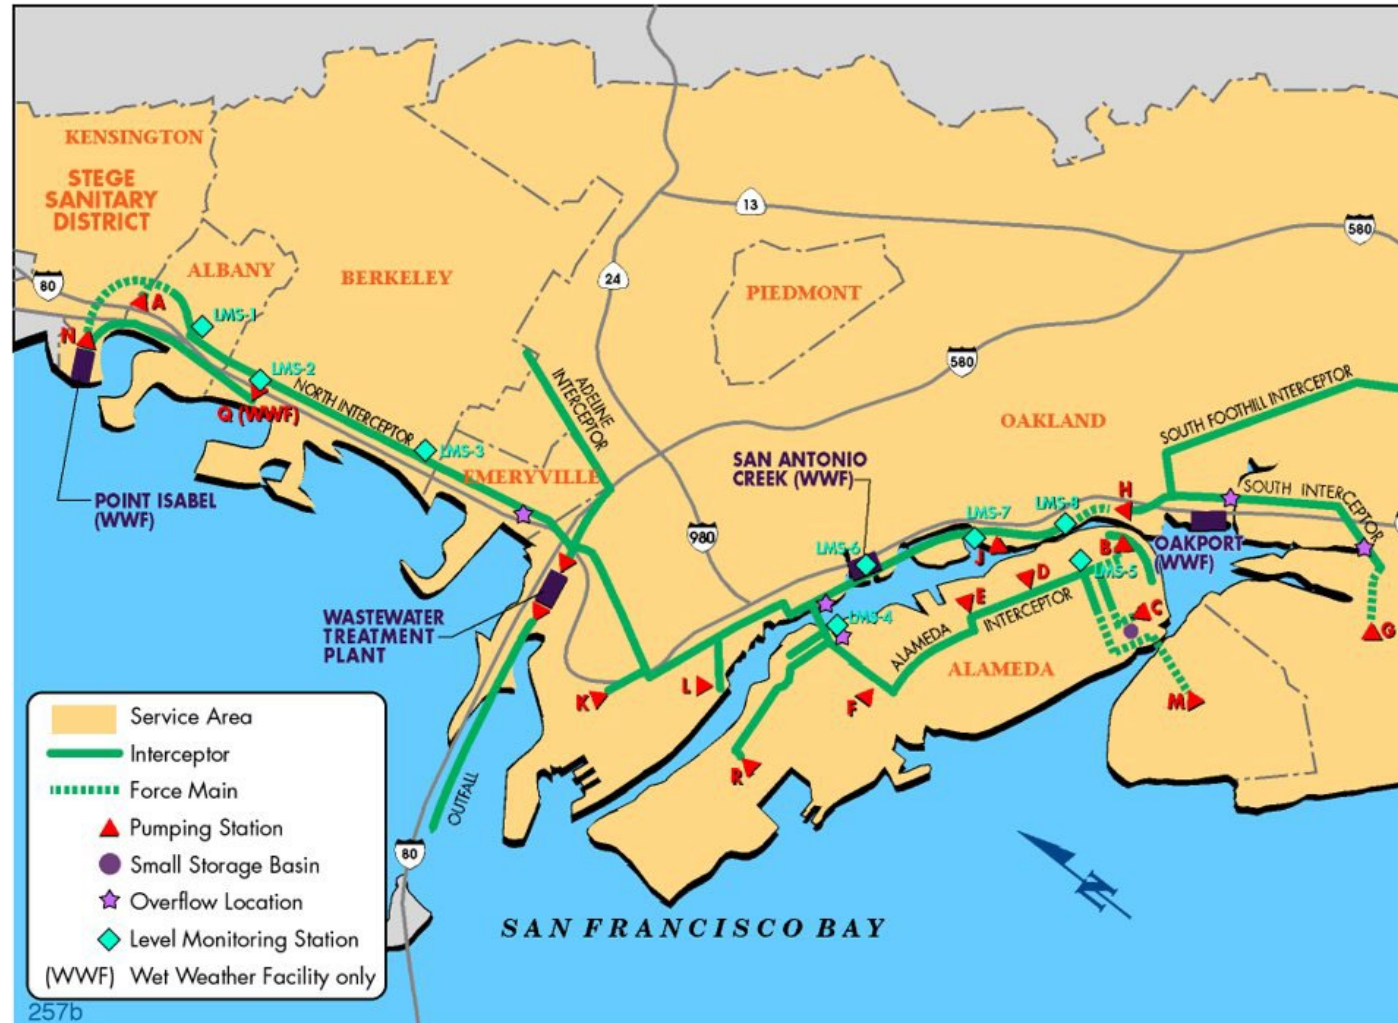 KENSINGTON
STEGE
SANITARY
DISTRICT
ALBANY
BERKELEY
13
580
80
24
PIEDMONT
A
LMS-1
N
LMS-2
NORTH INTERCEPTOR
Q (WWF)
ADELINE
INTERCEPTOR
580
OAKLAND
SOUTH FOOTHILL INTERCEPTOR
LMS-3
EMERYVILLE
SAN ANTONIO
CREEK (WWF)
POINT ISABEL
(WWF)
H
SOUTH INTERCEPTOR
LMS-7
LMS-8
980
LMS-6
J
B
OAKPORT
(WWF)
LMS-5
D
E
C
G
WASTEWATER
TREATMENT
PLANT
LMS-4
ALAMEDA INTERCEPTOR
ALAMEDA
K
L
F
M
R
OUTFALL
80
N
SAN FRANCISCO BAY
Service Area
Interceptor
Force Main
Pumping Station
Small Storage Basin
Overflow Location
Level Monitoring Station
(WWF) Wet Weather Facility only
257b